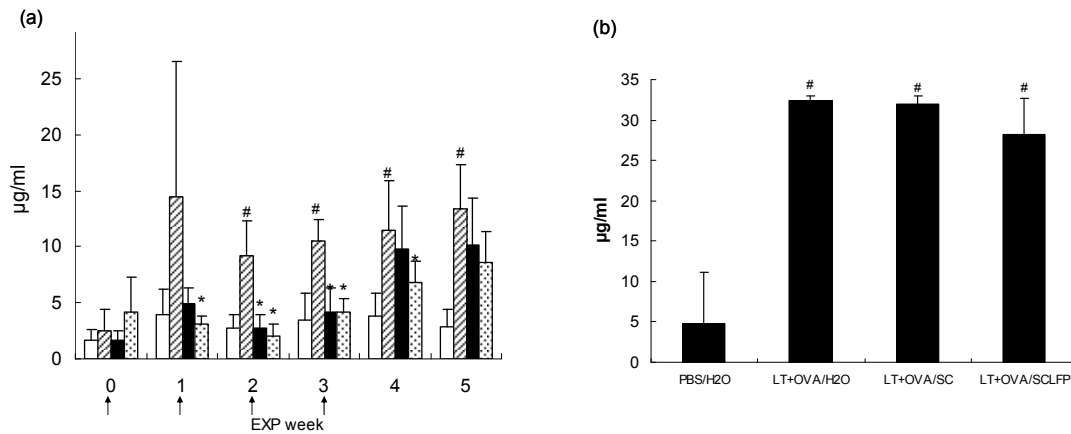 (a)
µg/ml
25
20
15
10
5
0
#
#
#
#
*
* *
* *
*
0 1 2 3 4 5
EXP week
(b)
µg/ml
35
30
25
20
15
10
5
0
# # #
PBS/H2O LT+OVA/H2O LT+OVA/SC LT+OVA/SCLFP